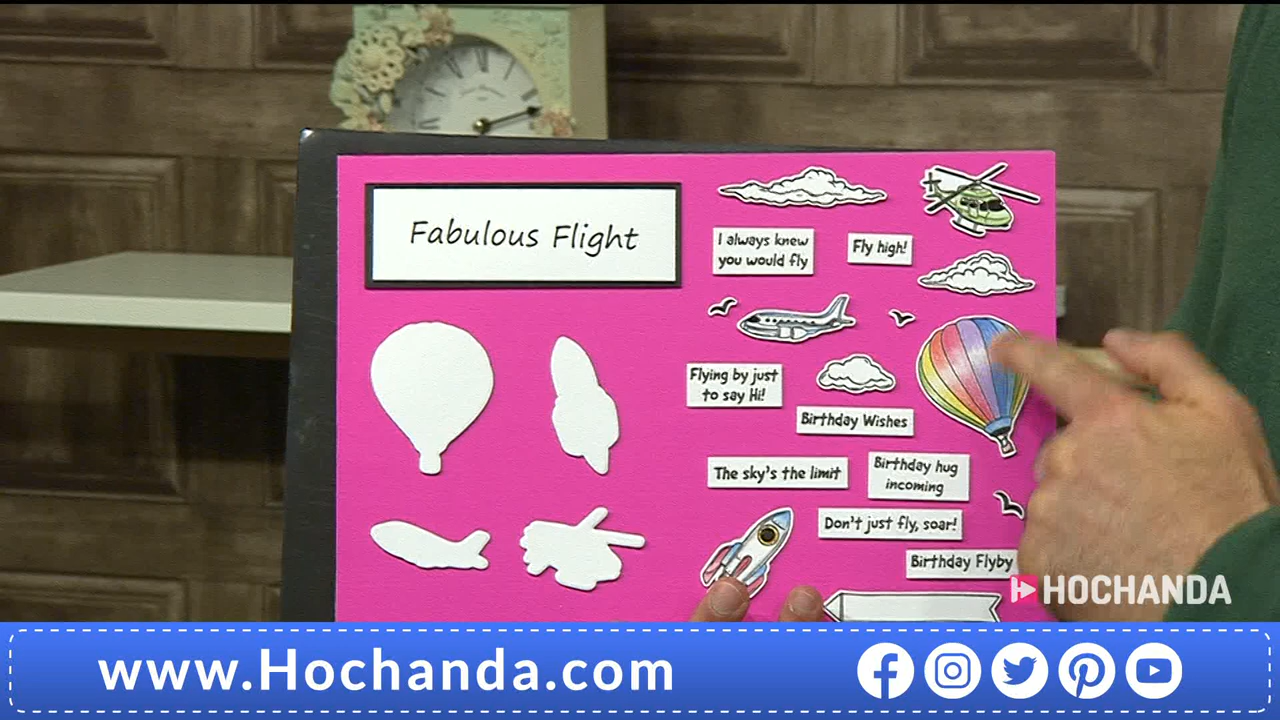 Fabulous Flight
I always knew
you would fly
Fly high!
Flying by just
to say Hi!
Birthday Wishes
The sky's the limit
Birthday hug
incoming
Don't just fly, soar!
Birthday Flyby
HOCHANDA
www.Hochanda.com